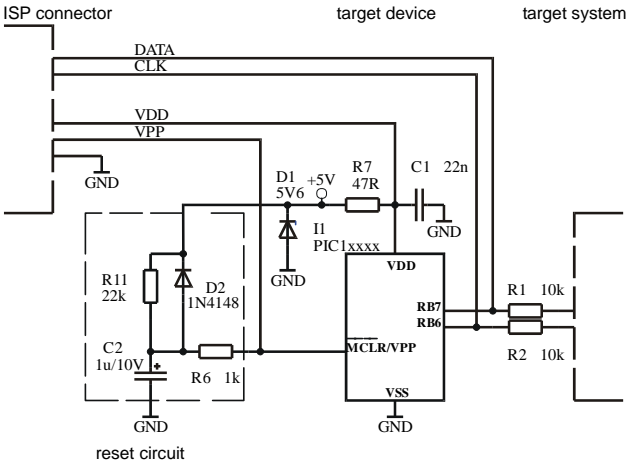 ISP connector
target device
target system
DATA
CLK
VDD
VPP
GND
D1
5V6
+5V
R7
47R
C1 22n
GND
I1
PIC1xxxx
GND
VDD
R11
22k
D2
1N4148
RB7
RB6
R1 10k
R2 10k
C2
1u/10V
+
R6 1k
MCLR/VPP
VSS
GND
GND
reset circuit